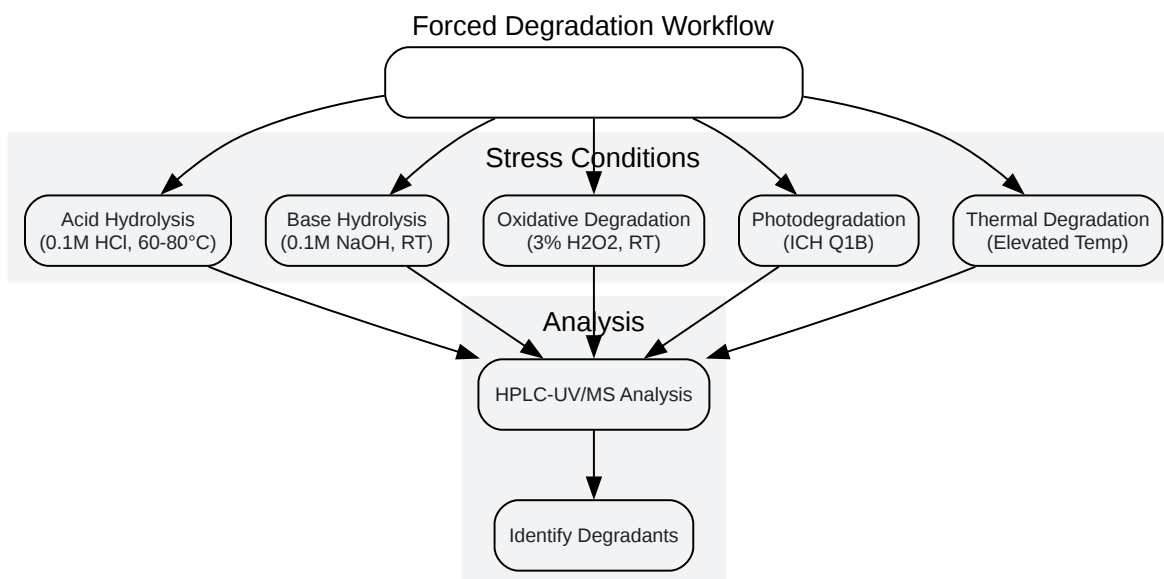 Forced Degradation Workflow
Stress Conditions
Acid Hydrolysis
(0.1M HCl, 60-80°C)
Base Hydrolysis
(0.1M NaOH, RT)
Oxidative Degradation
(3% H2O2, RT)
Photodegradation
(ICH Q1B)
Thermal Degradation
(Elevated Temp)
Analysis
HPLC-UV/MS Analysis
Identify Degradants